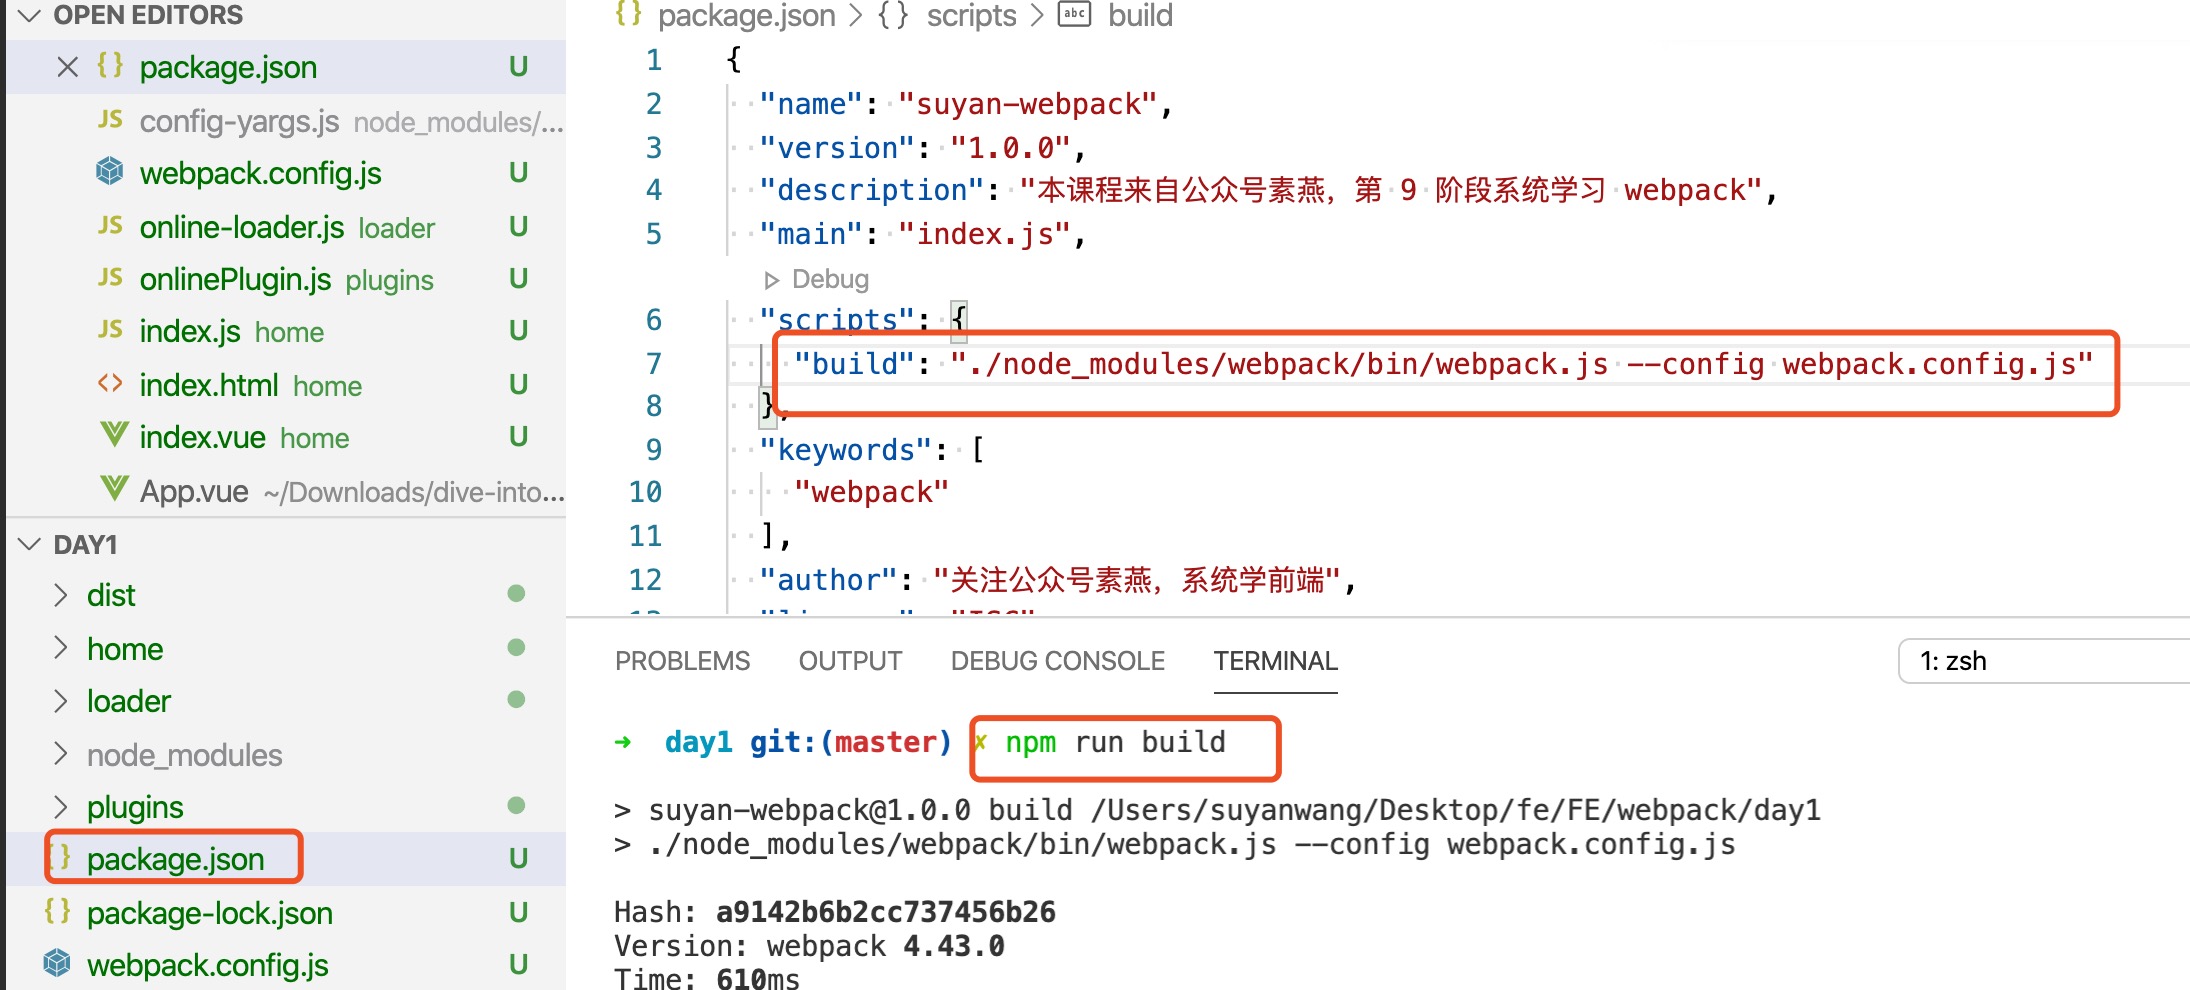 OPEN EDITORS
package.json U
JS config-yargs.js node_modules/...
webpack.config.js U
JS online-loader.js loader U
JS onlinePlugin.js plugins U
JS index.js home U
index.html home U
index.vue home U
App.vue ~/Downloads/dive-into...
DAY1
dist
home
loader
node_modules
plugins
{} package.json U
{} package-lock.json U
webpack.config.js U
{} package.json > {} scripts > abc build
1 {
2 "name": "suyan-webpack",
3 "version": "1.0.0",
4 "description": "本课程来自公众号素燕，第 9 阶段系统学习 webpack",
5 "main": "index.js",
Debug
6 "scripts": {
7 "build": "./node_modules/webpack/bin/webpack.js --config webpack.config.js"
8 },
9 "keywords": [
10 "webpack"
11 ],
12 "author": "关注公众号素燕，系统学前端",
PROBLEMS OUTPUT DEBUG CONSOLE TERMINAL 1: zsh
➜ day1 git:(master) ✗ npm run build
> suyan-webpack@1.0.0 build /Users/suyanwang/Desktop/fe/FE/webpack/day1
> ./node_modules/webpack/bin/webpack.js --config webpack.config.js
Hash: a9142b6b2cc737456b26
Version: webpack 4.43.0
Time: 610ms